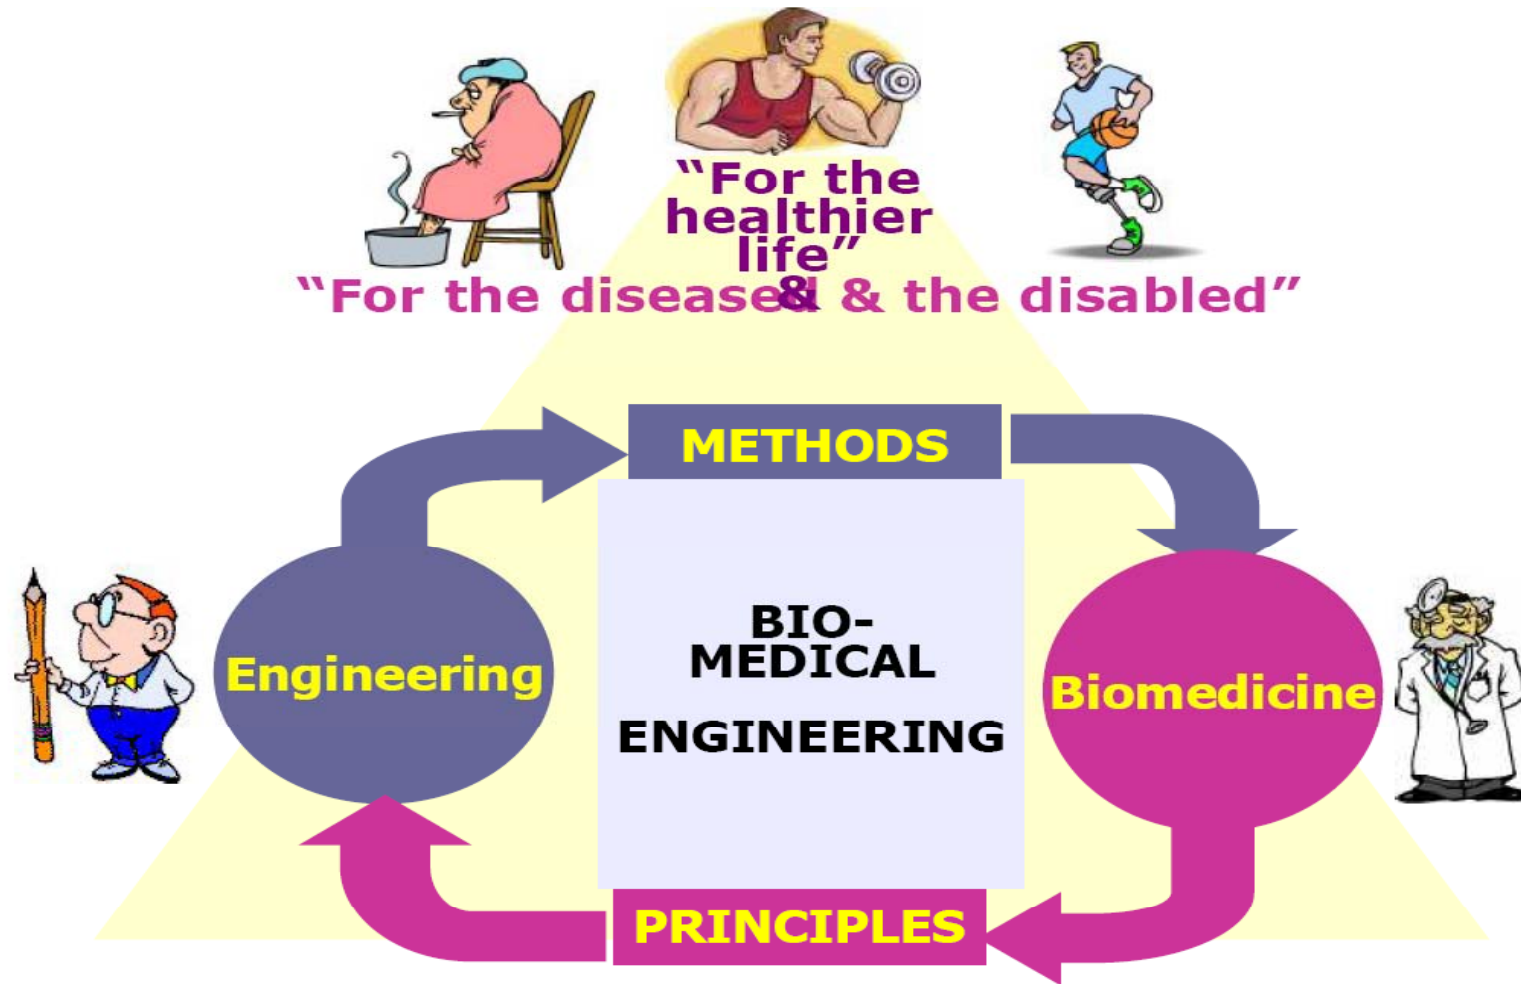 “For the
healthier
life”
&
“For the diseased & the disabled”
METHODS
BIO-
MEDICAL
ENGINEERING
Engineering
Biomedicine
PRINCIPLES